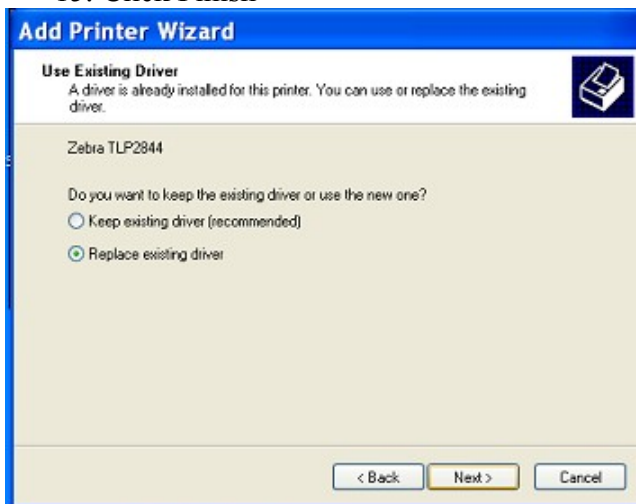 Add Printer Wizard
Use Existing Driver
A driver is already installed for this printer. You can use or replace the existing
driver.
Zebra TLP2844
Do you want to keep the existing driver or use the new one?
Keep existing driver (recommended)
Replace existing driver
< Back
Next >
Cancel